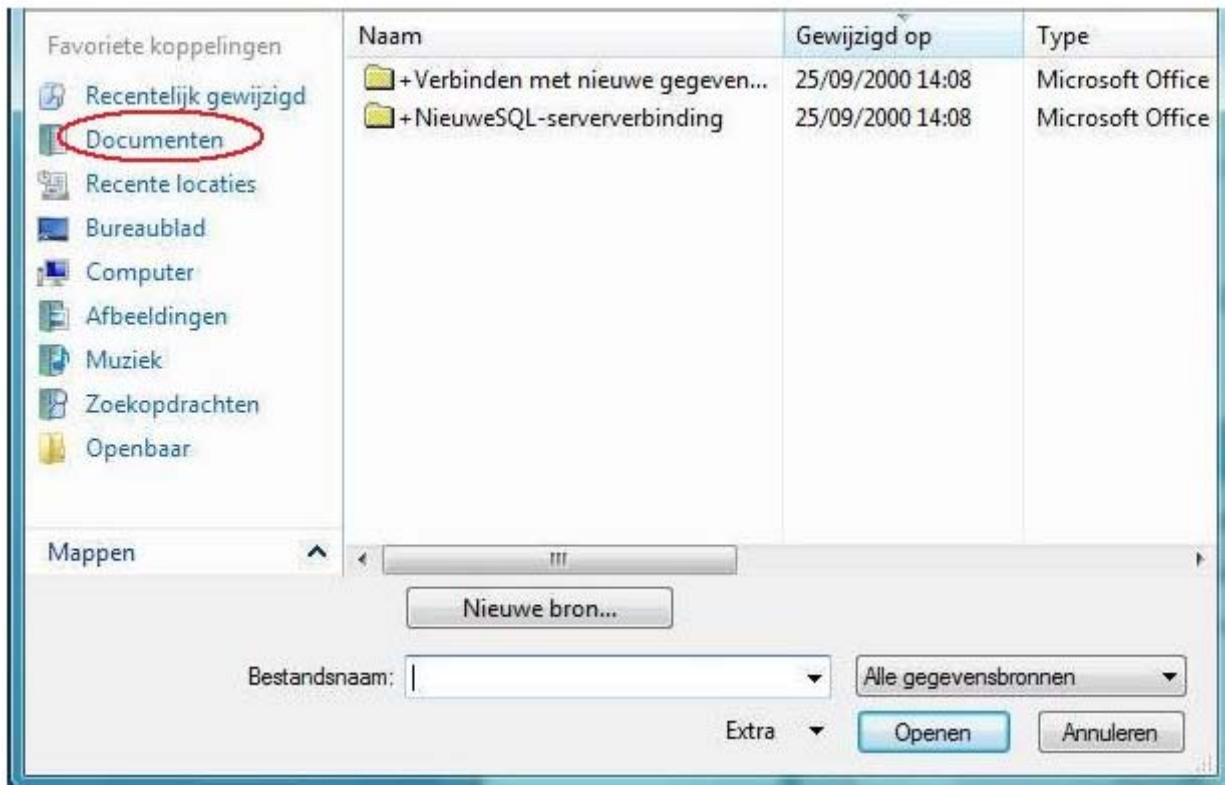 Favoriete koppelingen
Recentelijk gewijzigd
Documenten
Recente locaties
Bureaublad
Computer
Afbeeldingen
Muziek
Zoekopdrachten
Openbaar
Mappen
Naam Gewijzigd op Type
+Verbinden met nieuwe gegeven... 25/09/2000 14:08 Microsoft Office
+NieuweSQL-serververbinding 25/09/2000 14:08 Microsoft Office
Nieuwe bron...
Bestandsnaam: Alle gegevensbronnen
Extra Openen Annuleren